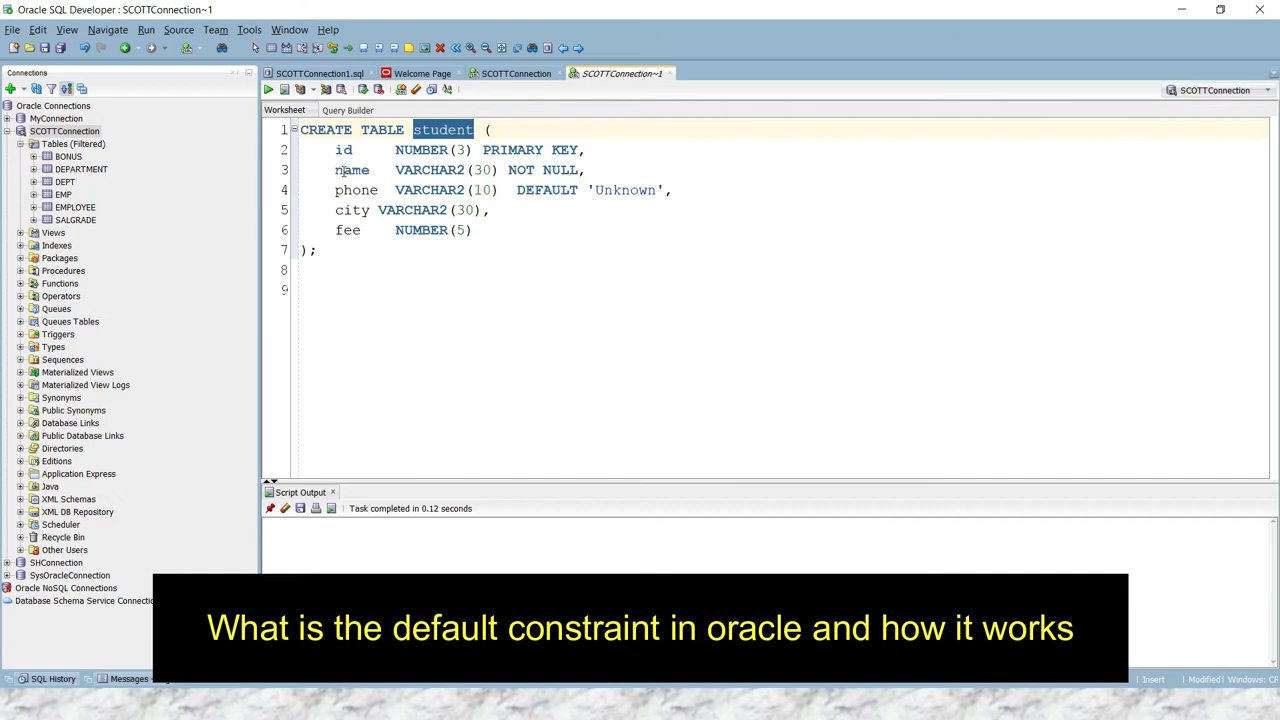 Oracle SQL Developer : SCOTTConnection~1
File Edit View Navigate Run Source Team Tools Window Help
Connections
SCOTTConnection1.sql Welcome Page SCOTTConnection SCOTTConnection~1
SCOTTConnection
Worksheet Query Builder
Oracle Connections
MyConnection
SCOTTConnection
Tables (Filtered)
BONUS
DEPARTMENT
DEPT
EMP
EMPLOYEE
SALGRADE
Views
Indexes
Packages
Procedures
Functions
Operators
Queues
Queues Tables
Triggers
Types
Sequences
Materialized Views
Materialized View Logs
Synonyms
Public Synonyms
Database Links
Public Database Links
Directories
Editions
Application Express
Java
XML Schemas
XML DB Repository
Scheduler
Recycle Bin
Other Users
SHConnection
SysOracleConnection
Oracle NoSQL Connections
Database Schema Service Connectio
1 CREATE TABLE student (
2 id NUMBER(3) PRIMARY KEY,
3 name VARCHAR2(30) NOT NULL,
4 phone VARCHAR2(10) DEFAULT 'Unknown',
5 city VARCHAR2(30),
6 fee NUMBER(5)
7 );
8
9
Script Output
Task completed in 0.12 seconds
What is the default constraint in oracle and how it works
SQL History Messages Insert Modified Windows: CR